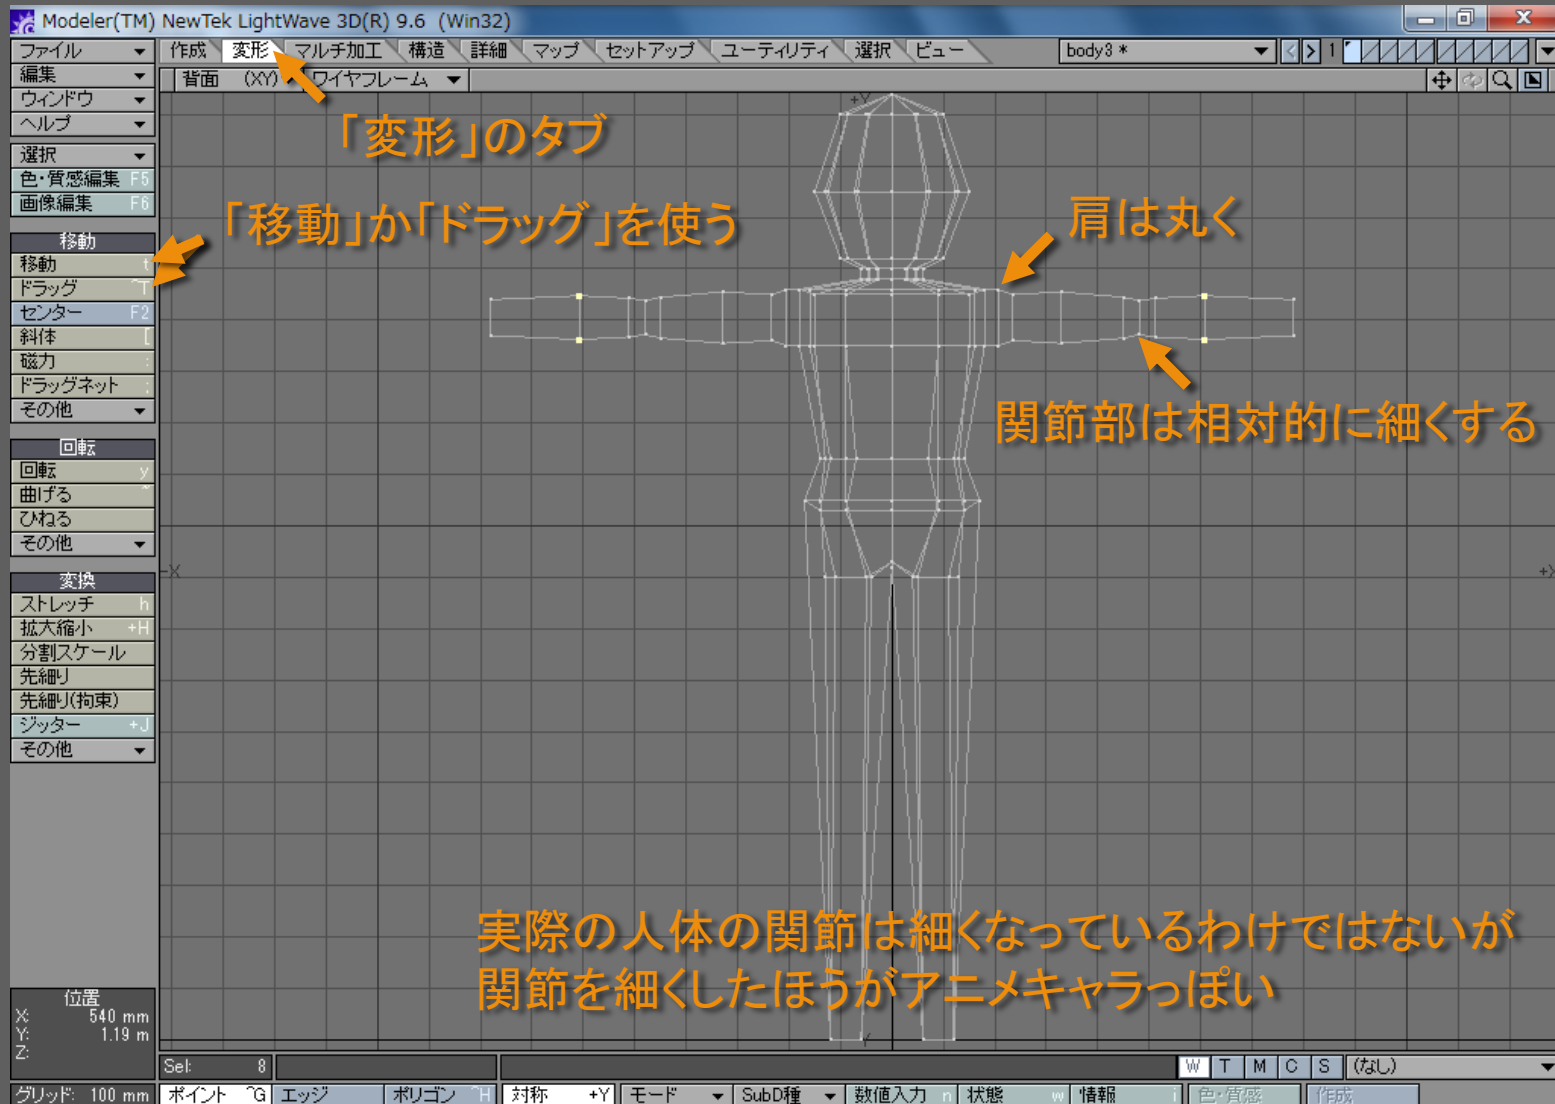 Modeler(TM) NewTek LightWave 3D(R) 9.6 (Win32)
ファイル
作成 変形 マルチ加工 構造 詳細 マップ セットアップ ユーティリティ 選択 ビュー
body3 *
1
編集
背面 (XY) ワイヤフレーム
ウィンドウ
ヘルプ
選択
色・質感編集 F5
画像編集 F6
移動
移動 t
ドラッグ ^T
センター F2
斜体 [
磁力 :
ドラッグネット ;
その他
回転
回転 y
曲げる ~
ひねる
その他
変換
ストレッチ h
拡大縮小 +H
分割スケール
先細り
先細り(拘束)
ジッター +J
その他
「変形」のタブ
「移動」か「ドラッグ」を使う
肩は丸く
関節部は相対的に細くする
実際の人体の関節は細くなっているわけではないが
関節を細くしたほうがアニメキャラっぽい
+Y
-X
+X
-Y
位置
X: 540 mm
Y: 1.19 m
Z:
Sel: 8
W T M C S (なし)
グリッド: 100 mm
ポイント ^G エッジ ポリゴン ^H 対称 +Y モード SubD種 数値入力 n 状態 w 情報 i 色・質感 作成